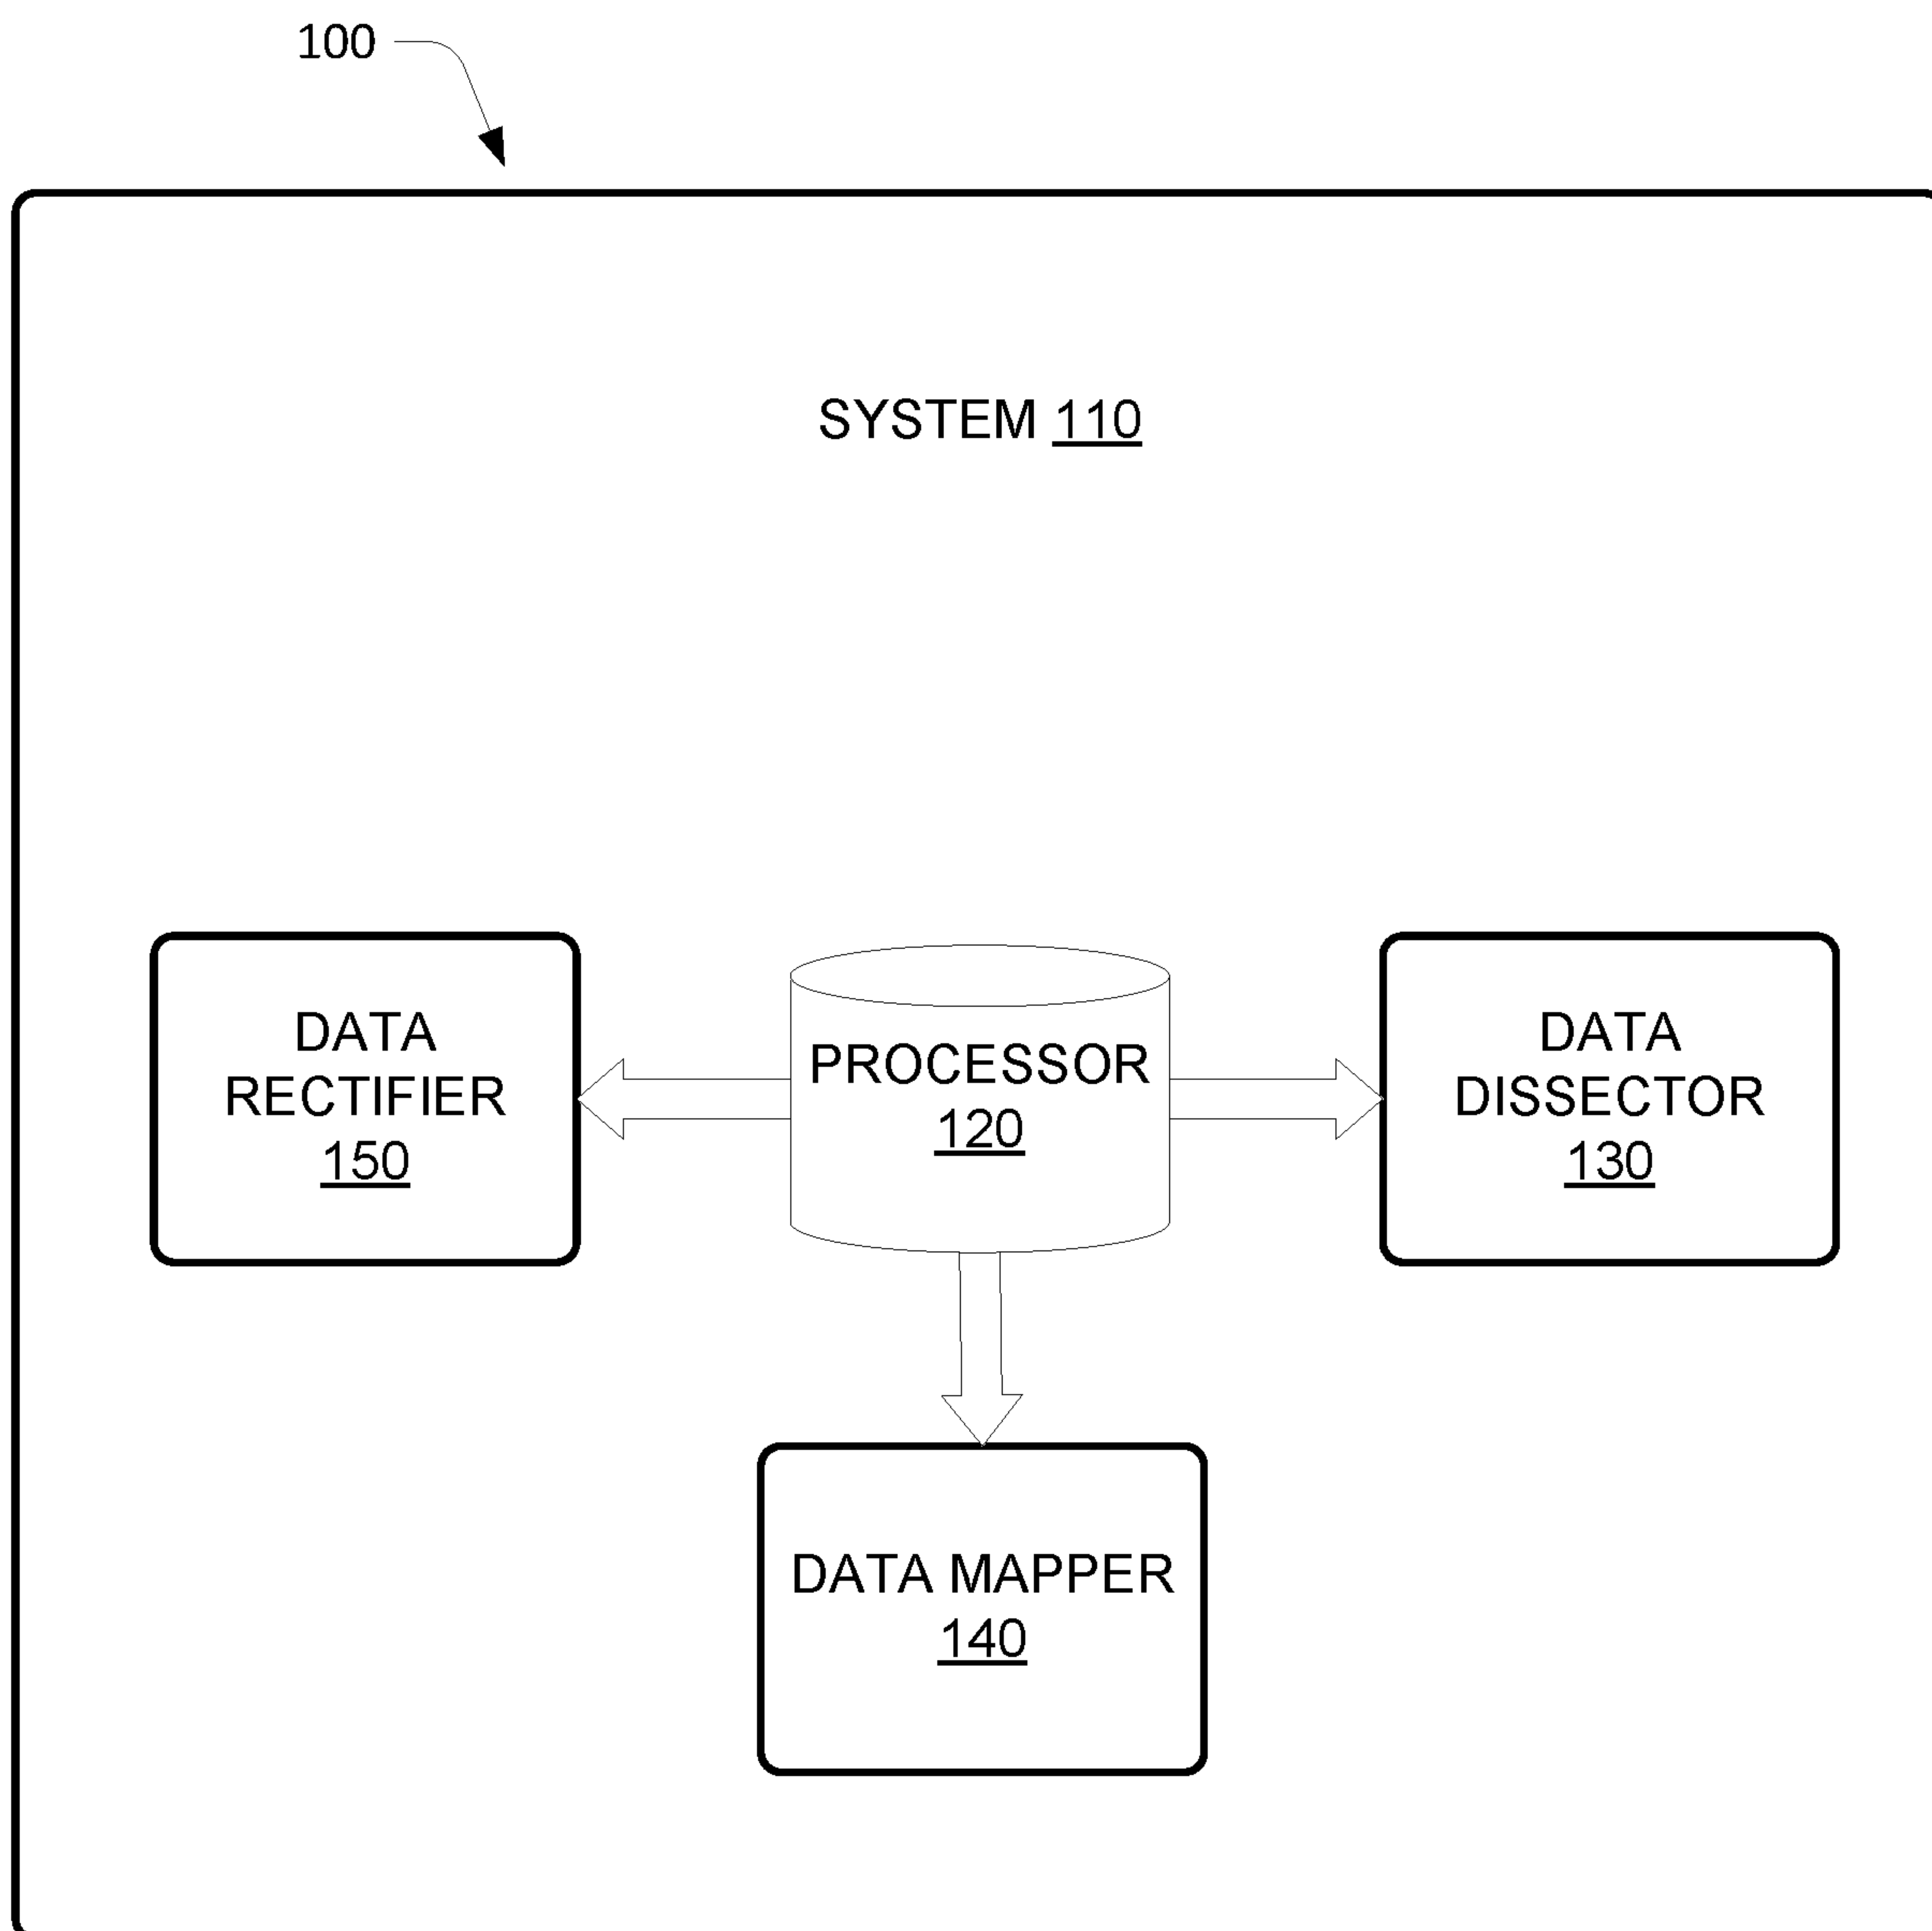 100
SYSTEM 110
DATA
RECTIFIER
150
PROCESSOR
120
DATA
DISSECTOR
130
DATA MAPPER
140